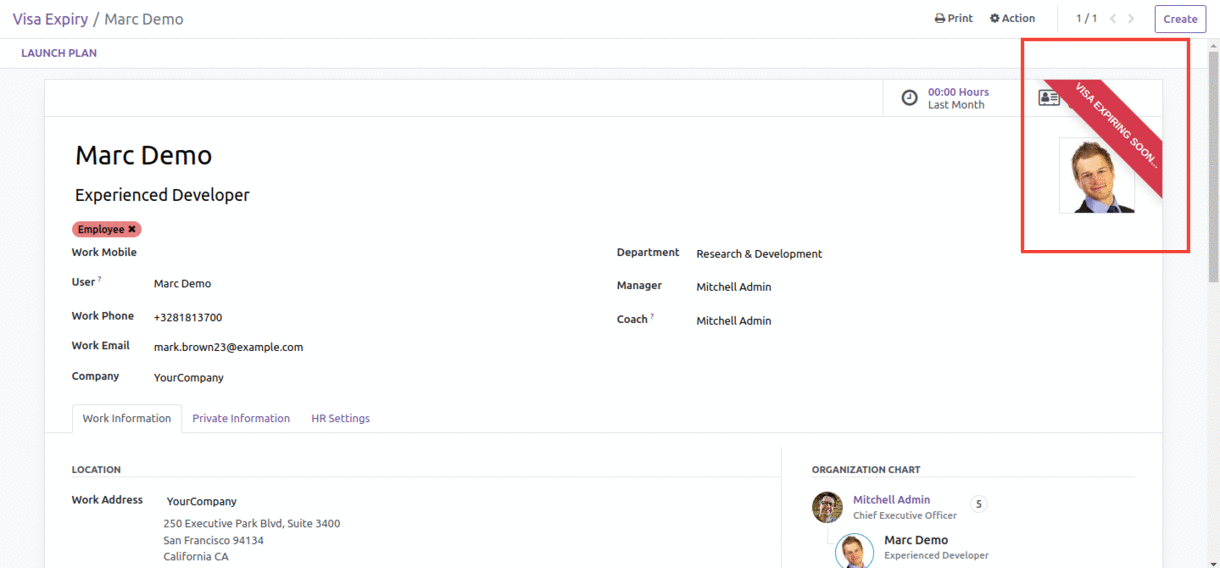 Visa Expiry / Marc Demo
Print Action 1 / 1 Create
LAUNCH PLAN
00:00 Hours
Last Month
VISA EXPIRING SOON...
Marc Demo
Experienced Developer
Employee ✖
Work Mobile
User ? Marc Demo
Work Phone +3281813700
Work Email mark.brown23@example.com
Company YourCompany
Department Research & Development
Manager Mitchell Admin
Coach ? Mitchell Admin
Work Information Private Information HR Settings
LOCATION
Work Address YourCompany
250 Executive Park Blvd, Suite 3400
San Francisco 94134
California CA
ORGANIZATION CHART
Mitchell Admin 5
Chief Executive Officer
Marc Demo
Experienced Developer